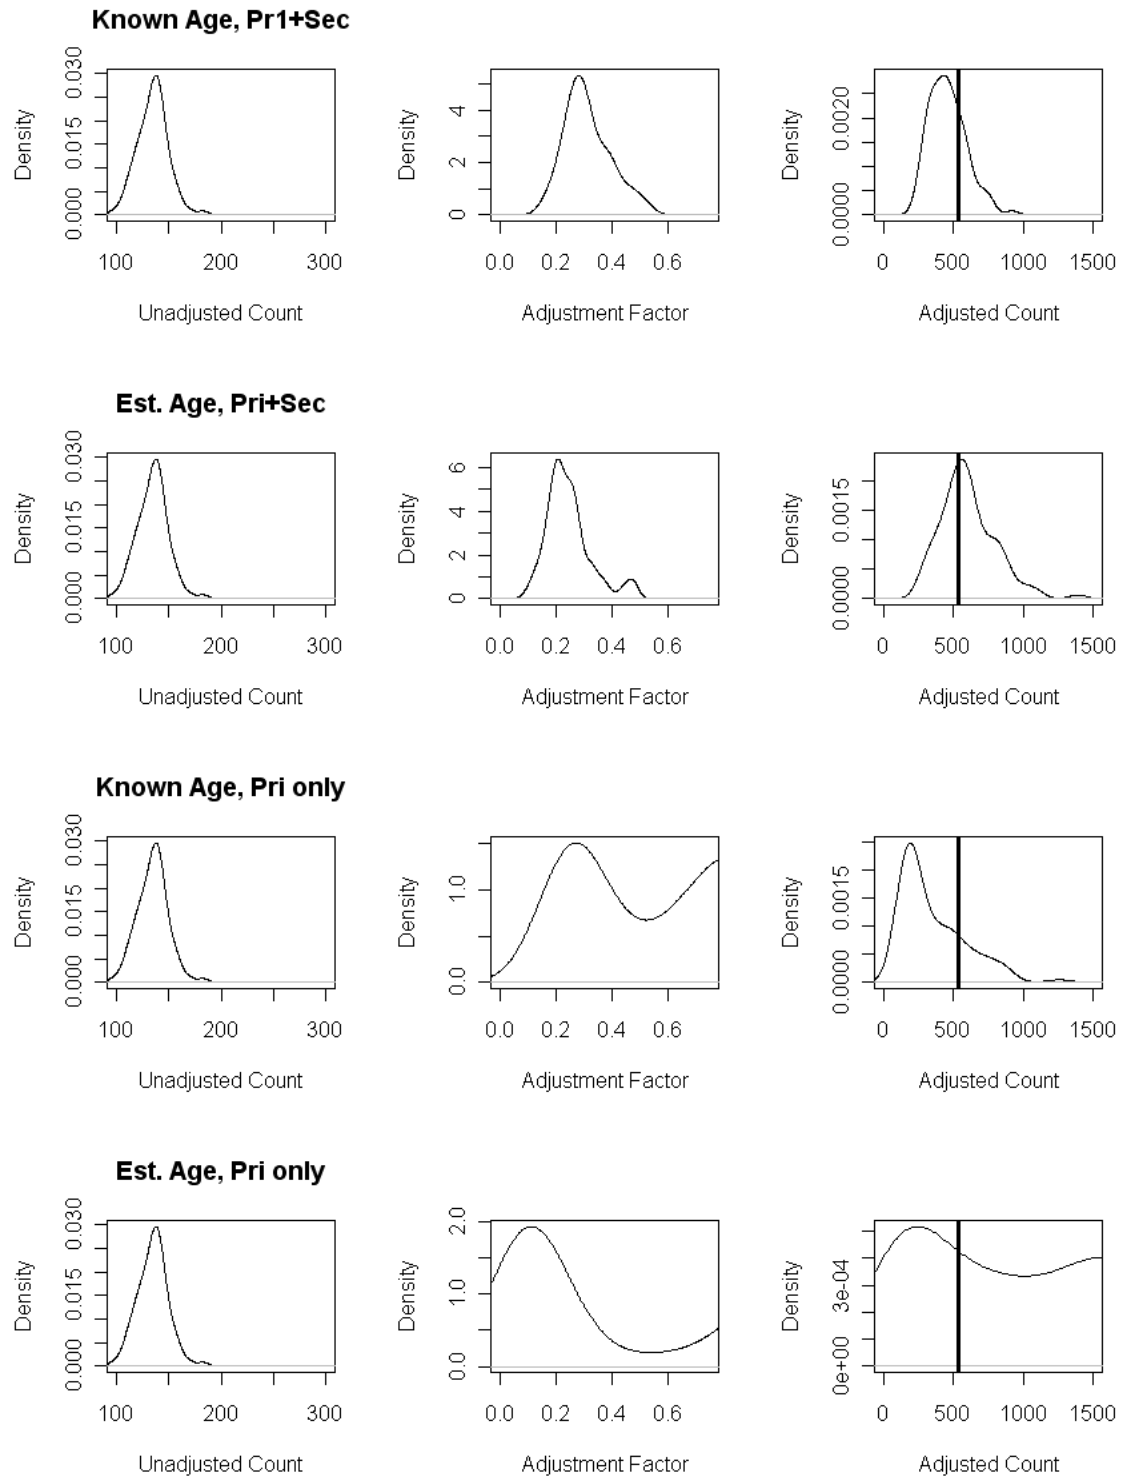 Known Age, Pr1+Sec
Density
0.000 0.015 0.030
100 200 300
Unadjusted Count
Density
0 2 4
0.0 0.2 0.4 0.6
Adjustment Factor
Density
0.0000 0.0020
0 500 1000 1500
Adjusted Count
Est. Age, Pri+Sec
Density
0.000 0.015 0.030
100 200 300
Unadjusted Count
Density
0 2 4 6
0.0 0.2 0.4 0.6
Adjustment Factor
Density
0.0000 0.0015
0 500 1000 1500
Adjusted Count
Known Age, Pri only
Density
0.000 0.015 0.030
100 200 300
Unadjusted Count
Density
0.0 1.0
0.0 0.2 0.4 0.6
Adjustment Factor
Density
0.0000 0.0015
0 500 1000 1500
Adjusted Count
Est. Age, Pri only
Density
0.000 0.015 0.030
100 200 300
Unadjusted Count
Density
0.0 1.0 2.0
0.0 0.2 0.4 0.6
Adjustment Factor
Density
0e+00 3e-04
0 500 1000 1500
Adjusted Count